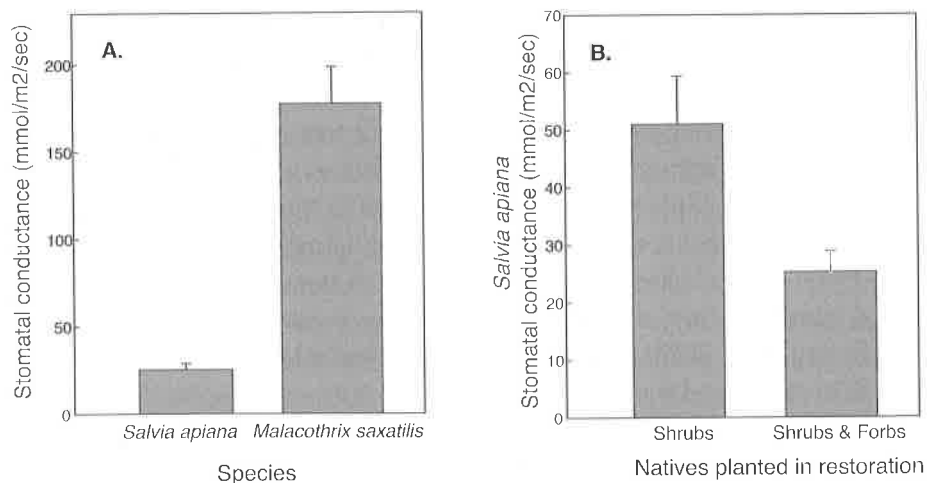 A.
Stomatal conductance (mmol/m2/sec)
200
150
100
50
0
Salvia apiana
Malacothrix saxatilis
Species
B.
Salvia apiana
Stomatal conductance (mmol/m2/sec)
70
60
50
40
30
20
10
0
Shrubs
Shrubs & Forbs
Natives planted in restoration